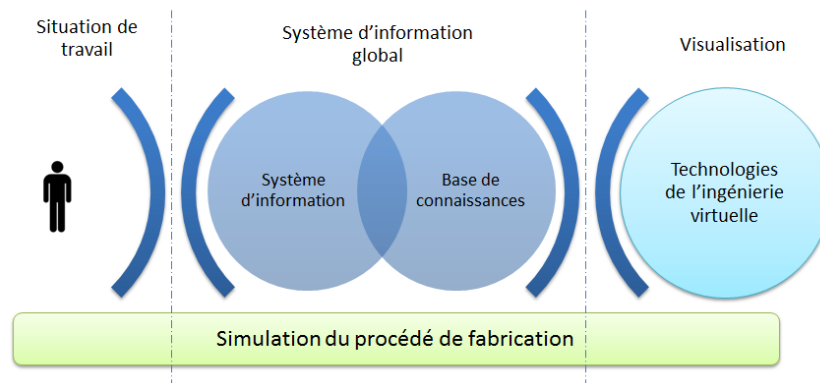 Situation de
travail
Système d'information
global
Visualisation
Système
d'information
Base de
connaissances
Technologies
de l'ingénierie
virtuelle
Simulation du procédé de fabrication